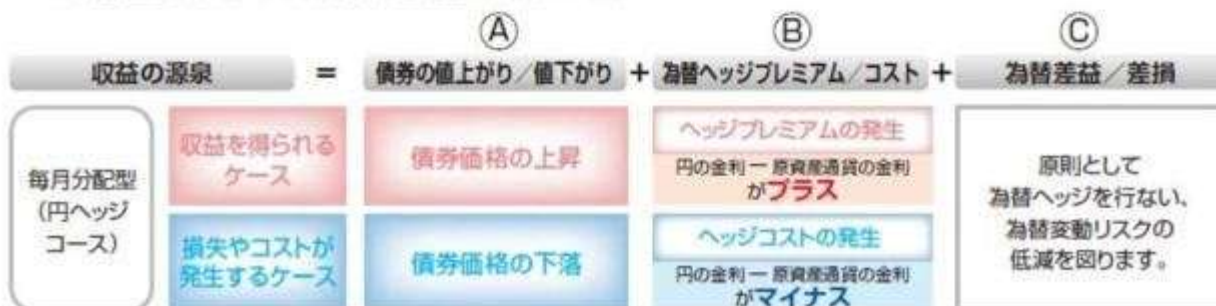 Ⓐ Ⓑ Ⓒ
収益の源泉 = 債券の値上がり／値下がり + 為替ヘッジプレミアム／コスト + 為替差益／差損
毎月分配型
(円ヘッジ
コース)
収益を得られる
ケース
債券価格の上昇
ヘッジプレミアムの発生
円の金利 ー 原資産通貨の金利
がプラス
損失やコストが
発生するケース
債券価格の下落
ヘッジコストの発生
円の金利 ー 原資産通貨の金利
がマイナス
原則として
為替ヘッジを行ない、
為替変動リスクの
低減を図ります。